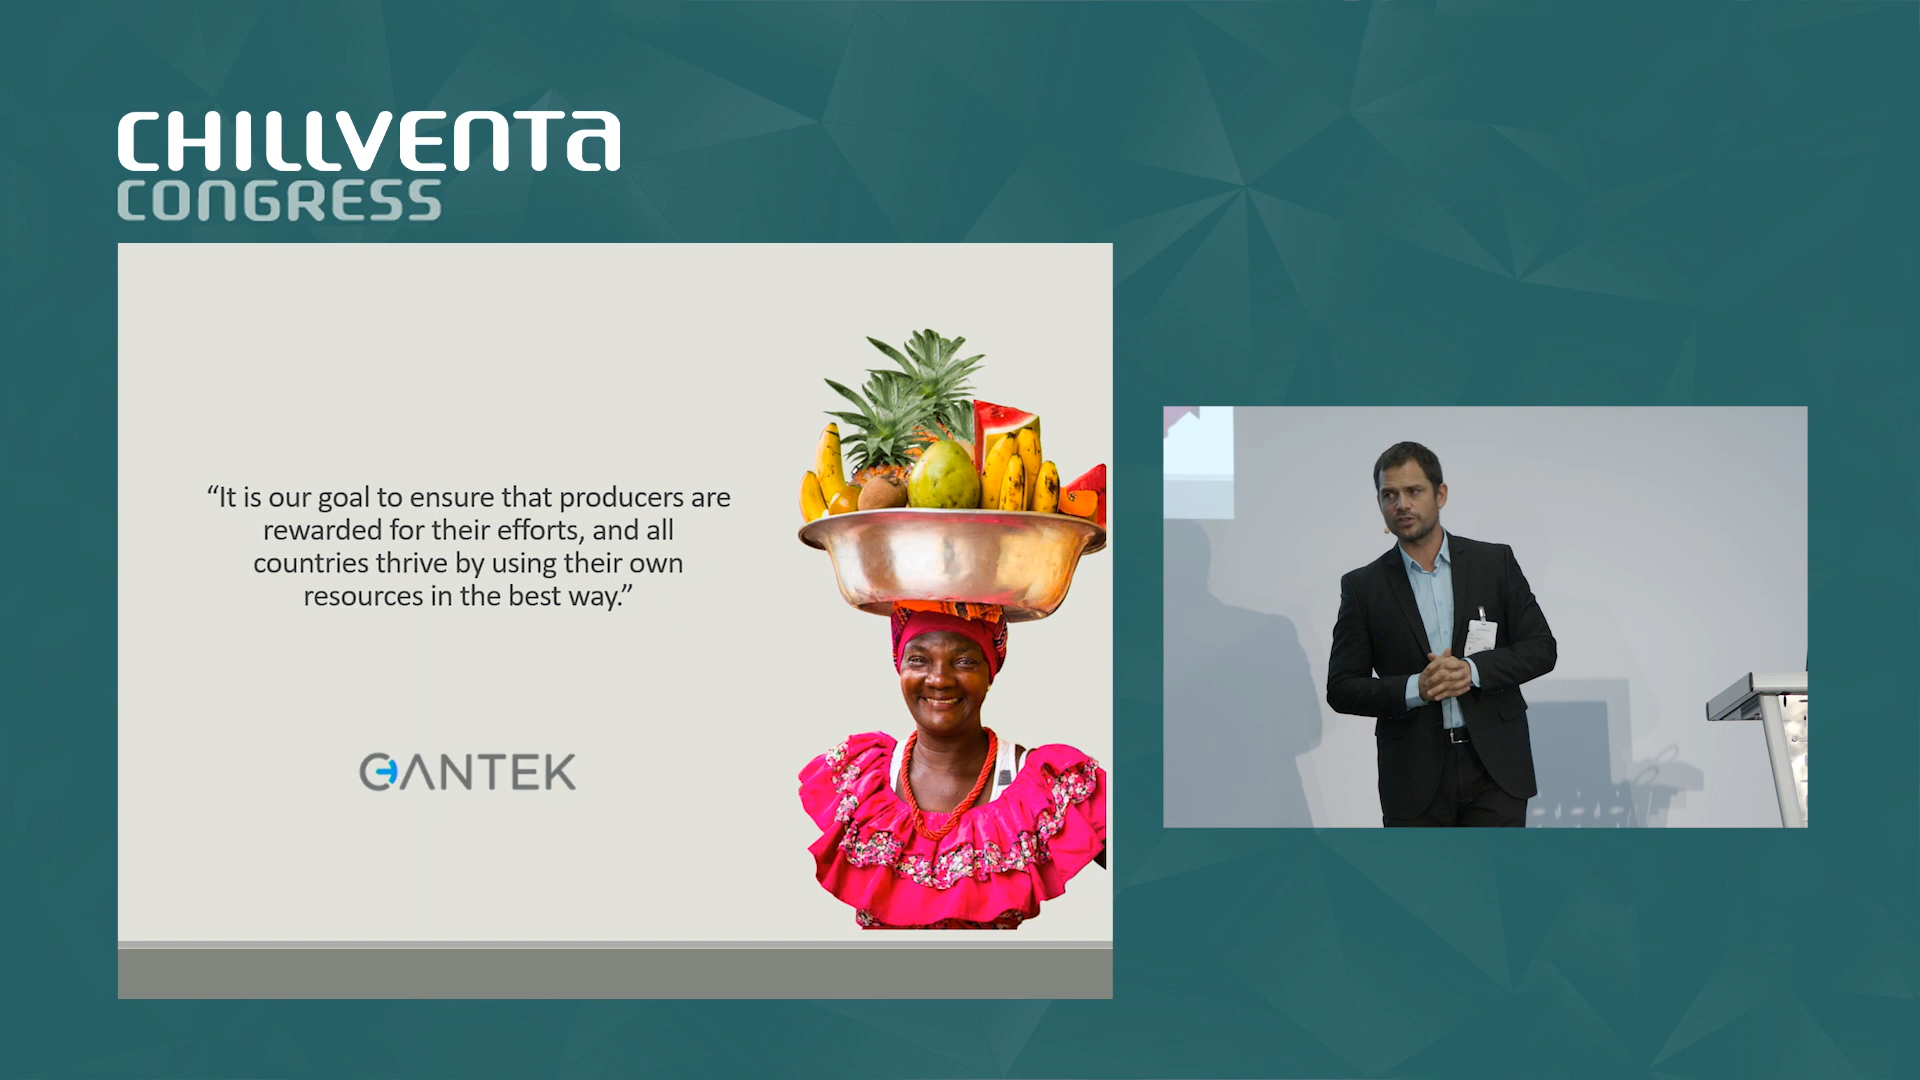 CHILLVENTA
CONGRESS
“It is our goal to ensure that producers are
rewarded for their efforts, and all
countries thrive by using their own
resources in the best way.”
CANTEK